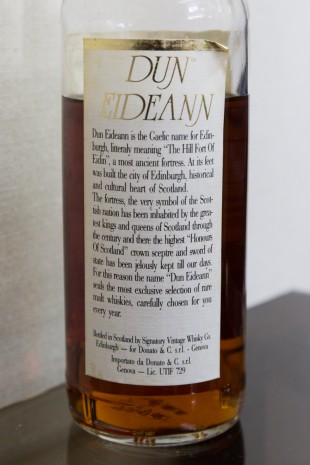 DUN™
EIDEANN
Dun Eideann is the Gaelic name for Edin-
burgh, literaly meaning "The Hill Fort Of
Eidin", a most ancient fortress. At its feet
was built the city of Edinburgh, historical
and cultural heart of Scotland.
The fortress, the very symbol of the Scot-
tish nation has been inhabited by the grea-
test kings and queens of Scotland through
the century and there the highest "Honours
Of Scotland" crown sceptre and sword of
state has been jelously kept till our days.
For this reason the name "Dun Eideann"
seals the most exclusive selection of rare
malt whiskies, carefully chosen for you
every year.
Bottled in Scotland by Signatory Vintage Whisky Co.
Edinburgh — for Donato & C. s.r.l. - Genova
Importato da Donato & C. s.r.l.
Genova — Lic. UTIF 729